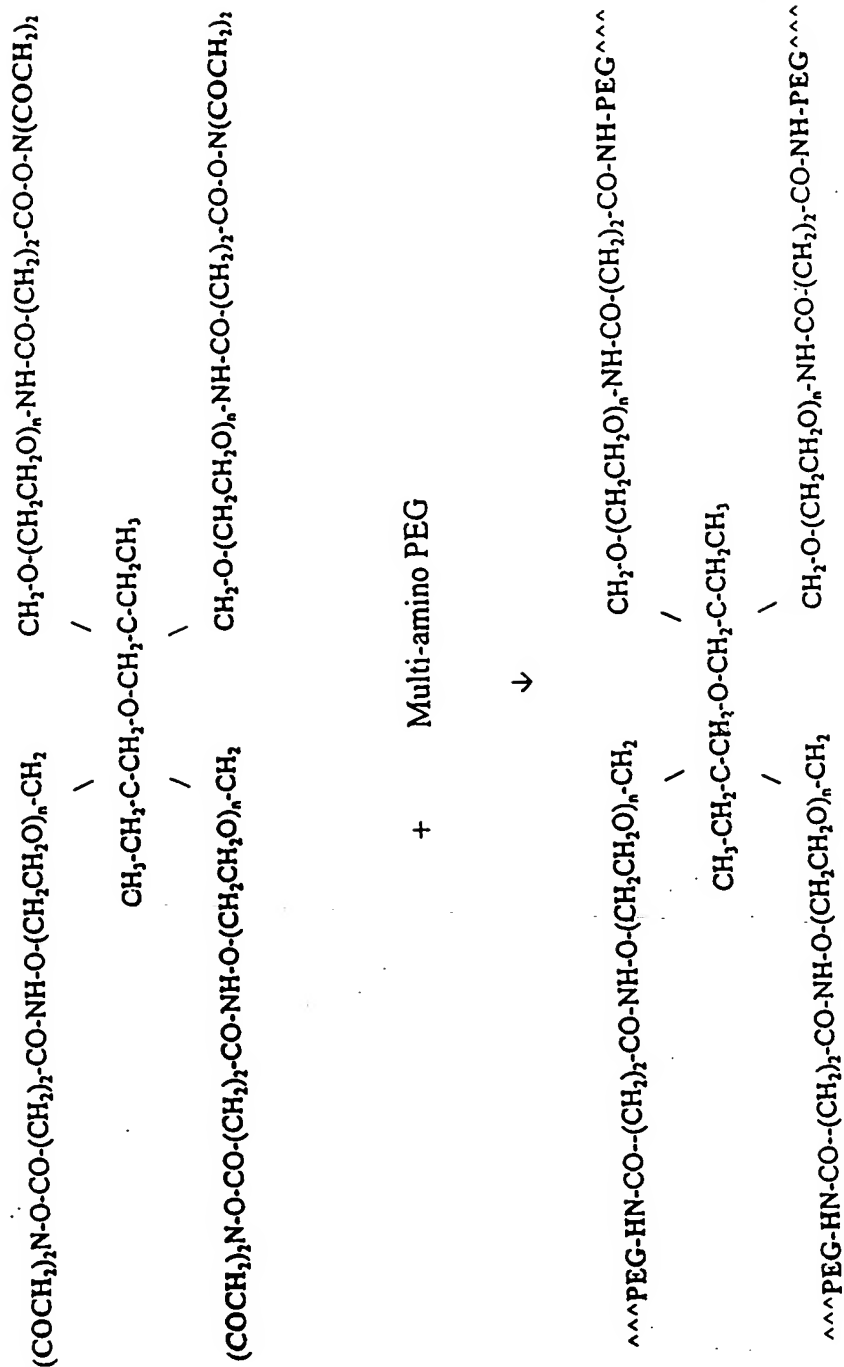 (COCH₂)₂N-O-CO-(CH₂)₂-CO-NH-O-(CH₂CH₂O)ₙ-CH₂ CH₂-O-(CH₂CH₂O)ₙ-NH-CO-(CH₂)₂-CO-O-N(COCH₂)₂
\ /
CH₃-CH₂-C-CH₂-O-CH₂-C-CH₂CH₃
/ \
(COCH₂)₂N-O-CO-(CH₂)₂-CO-NH-O-(CH₂CH₂O)ₙ-CH₂ CH₂-O-(CH₂CH₂O)ₙ-NH-CO-(CH₂)₂-CO-O-N(COCH₂)₂
+ Multi-amino PEG
→
^^^PEG-HN-CO--(CH₂)₂-CO-NH-O-(CH₂CH₂O)ₙ-CH₂ CH₂-O-(CH₂CH₂O)ₙ-NH-CO-(CH₂)₂-CO-NH-PEG^^^
\ /
CH₃-CH₂-C-CH₂-O-CH₂-C-CH₂CH₃
/ \
^^^PEG-HN-CO--(CH₂)₂-CO-NH-O-(CH₂CH₂O)ₙ-CH₂ CH₂-O-(CH₂CH₂O)ₙ-NH-CO-(CH₂)₂-CO-NH-PEG^^^